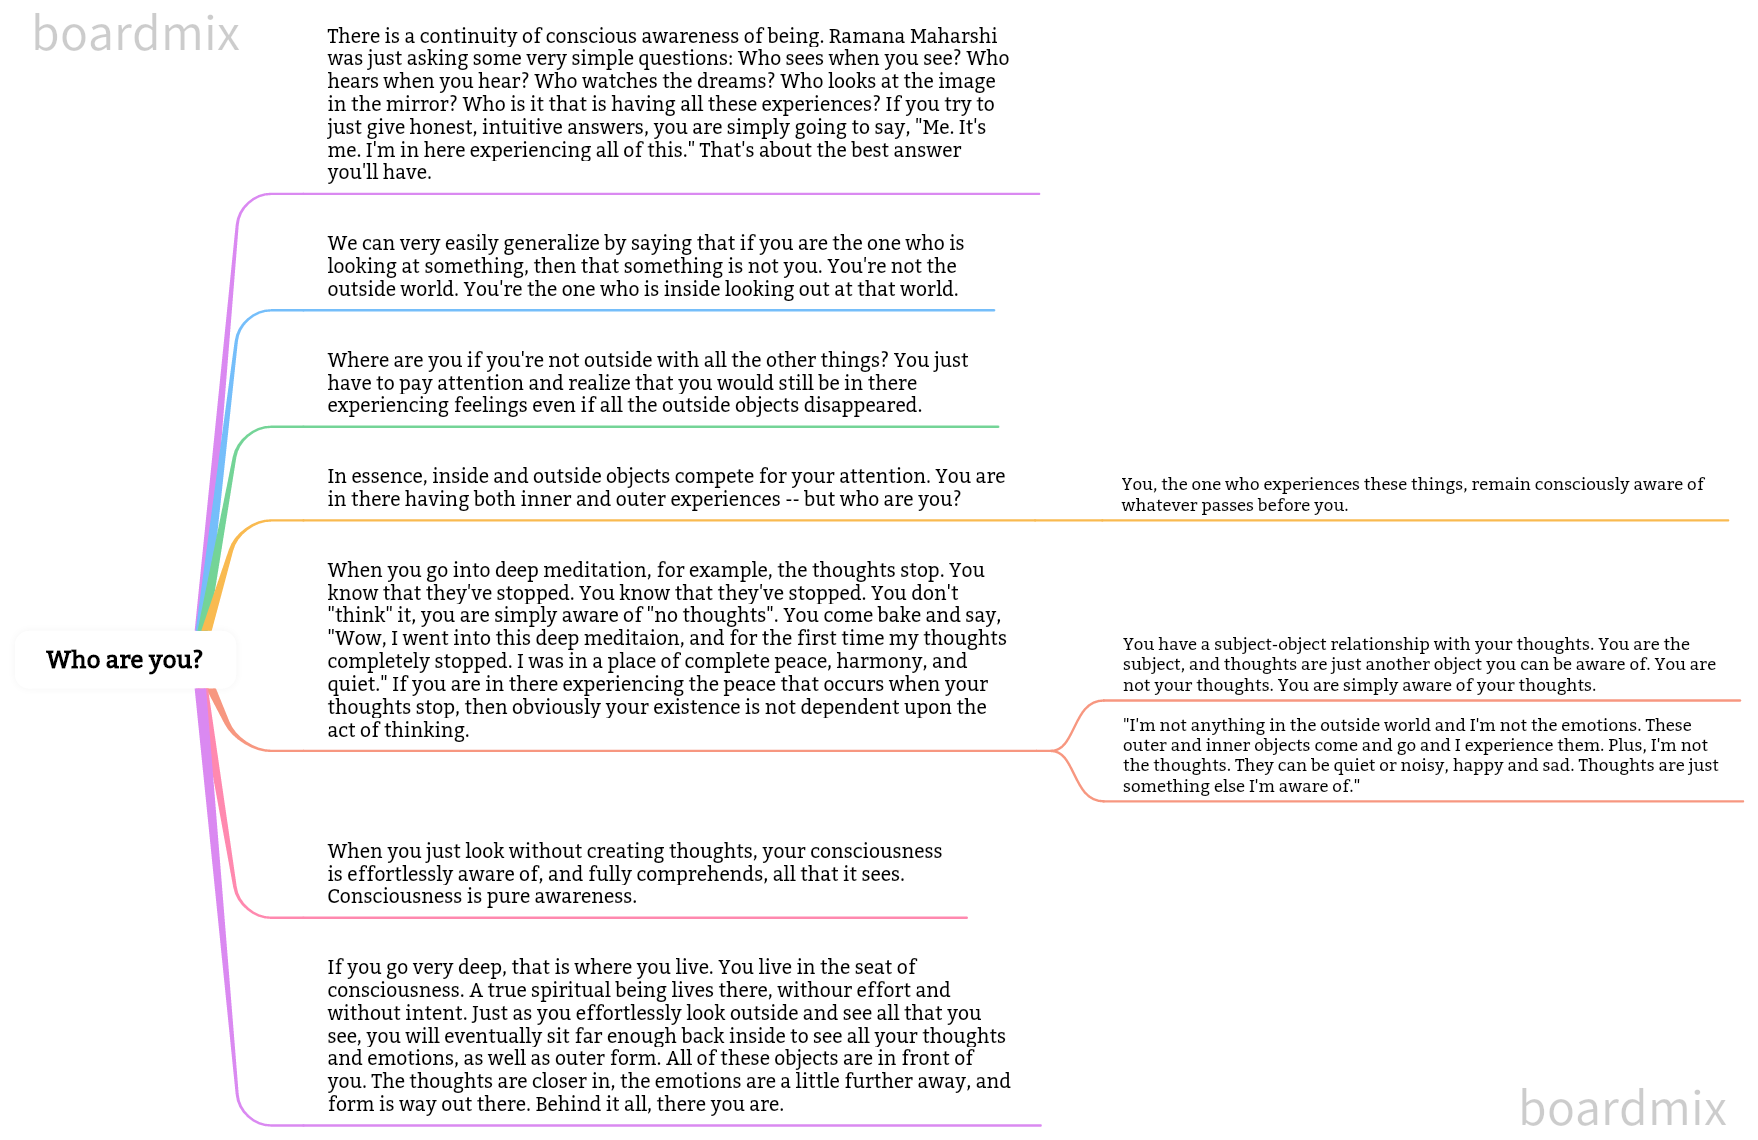 boardmix
There is a continuity of conscious awareness of being. Ramana Maharshi
was just asking some very simple questions: Who sees when you see? Who
hears when you hear? Who watches the dreams? Who looks at the image
in the mirror? Who is it that is having all these experiences? If you try to
just give honest, intuitive answers, you are simply going to say, "Me. It's
me. I'm in here experiencing all of this." That's about the best answer
you'll have.
We can very easily generalize by saying that if you are the one who is
looking at something, then that something is not you. You're not the
outside world. You're the one who is inside looking out at that world.
Where are you if you're not outside with all the other things? You just
have to pay attention and realize that you would still be in there
experiencing feelings even if all the outside objects disappeared.
In essence, inside and outside objects compete for your attention. You are
in there having both inner and outer experiences -- but who are you?
You, the one who experiences these things, remain consciously aware of
whatever passes before you.
Who are you?
When you go into deep meditation, for example, the thoughts stop. You
know that they've stopped. You know that they've stopped. You don't
"think" it, you are simply aware of "no thoughts". You come bake and say,
"Wow, I went into this deep meditaion, and for the first time my thoughts
completely stopped. I was in a place of complete peace, harmony, and
quiet." If you are in there experiencing the peace that occurs when your
thoughts stop, then obviously your existence is not dependent upon the
act of thinking.
You have a subject-object relationship with your thoughts. You are the
subject, and thoughts are just another object you can be aware of. You are
not your thoughts. You are simply aware of your thoughts.
"I'm not anything in the outside world and I'm not the emotions. These
outer and inner objects come and go and I experience them. Plus, I'm not
the thoughts. They can be quiet or noisy, happy and sad. Thoughts are just
something else I'm aware of."
When you just look without creating thoughts, your consciousness
is effortlessly aware of, and fully comprehends, all that it sees.
Consciousness is pure awareness.
If you go very deep, that is where you live. You live in the seat of
consciousness. A true spiritual being lives there, withour effort and
without intent. Just as you effortlessly look outside and see all that you
see, you will eventually sit far enough back inside to see all your thoughts
and emotions, as well as outer form. All of these objects are in front of
you. The thoughts are closer in, the emotions are a little further away, and
form is way out there. Behind it all, there you are.
boardmix